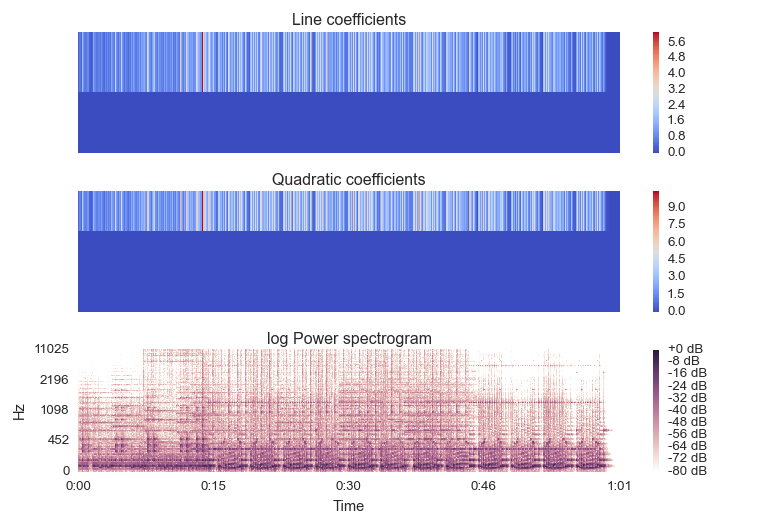 Line coefficients
5.6
4.8
4.0
3.2
2.4
1.6
0.8
0.0
Quadratic coefficients
9.0
7.5
6.0
4.5
3.0
1.5
0.0
log Power spectrogram
11025
2196
1098
452
0
Hz
+0 dB
-8 dB
-16 dB
-24 dB
-32 dB
-40 dB
-48 dB
-56 dB
-64 dB
-72 dB
-80 dB
0:00
0:15
0:30
0:46
1:01
Time